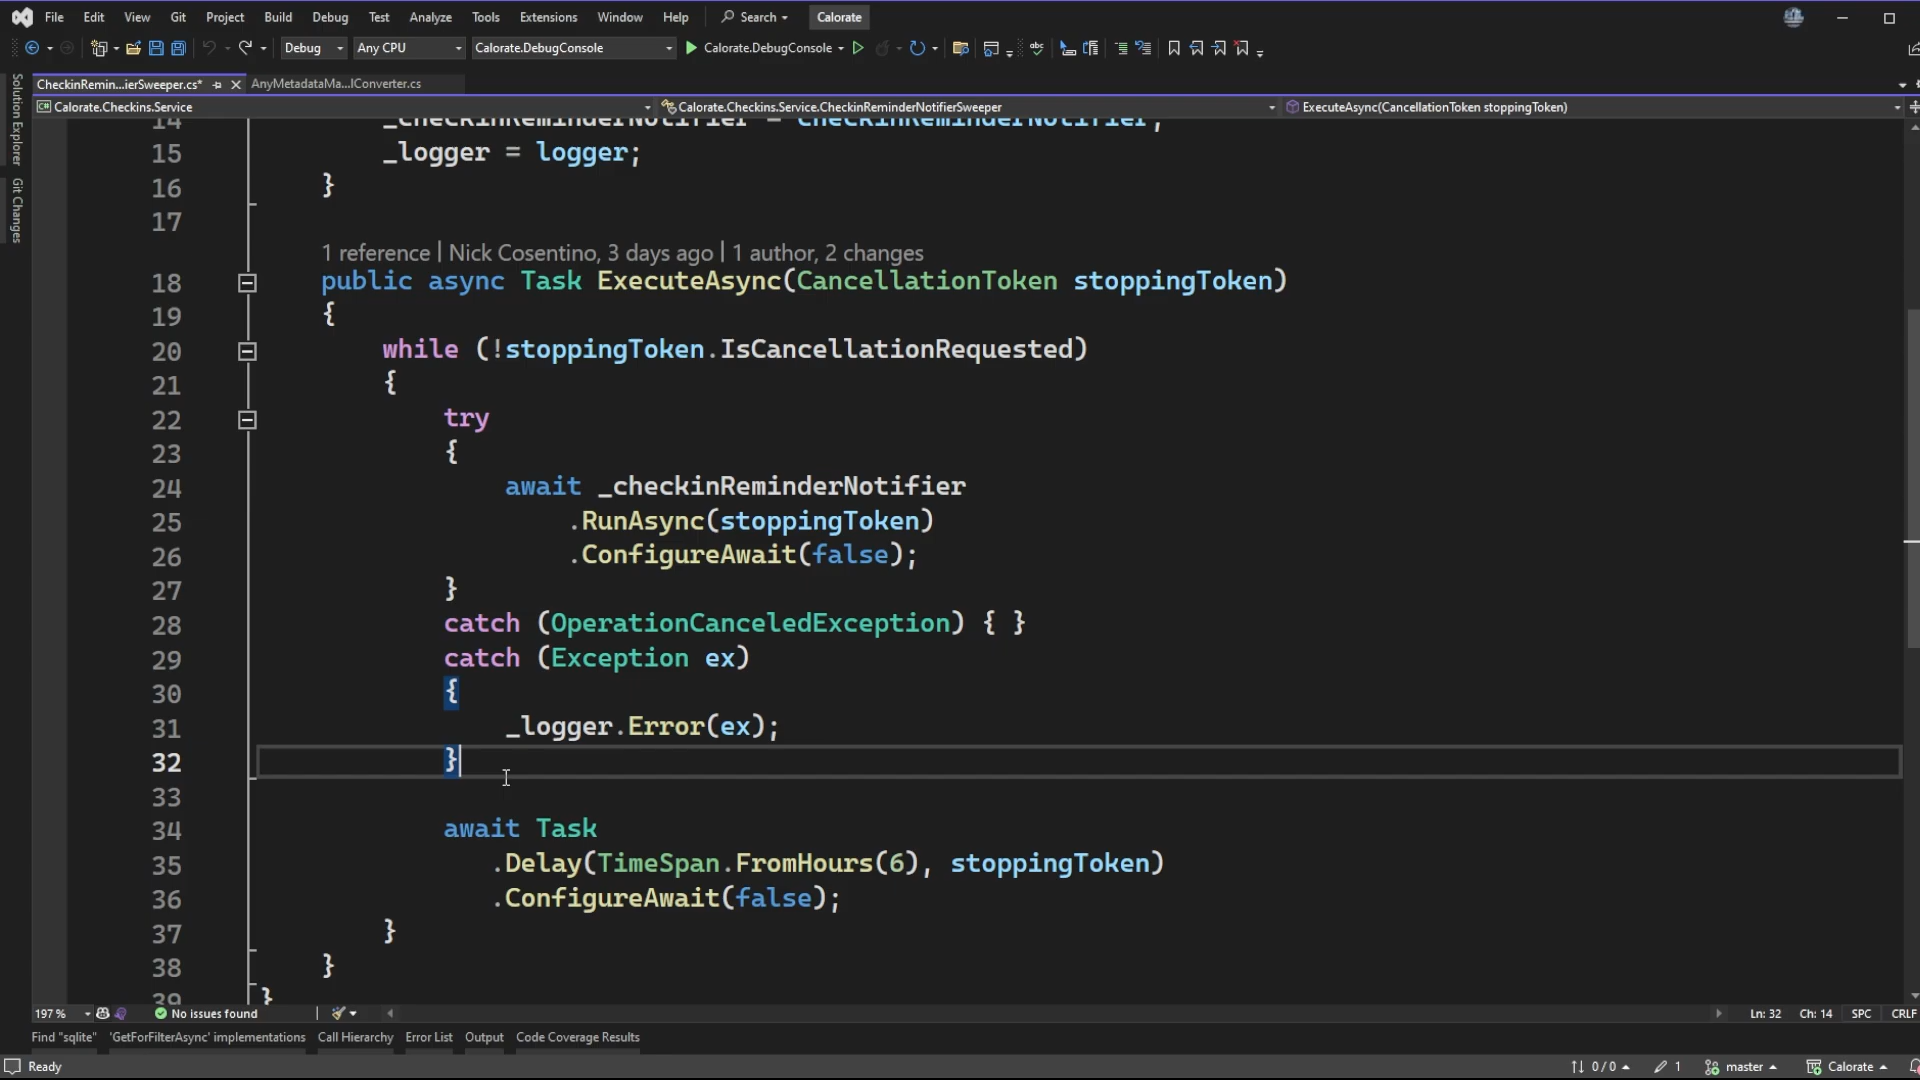 File Edit View Git Project Build Debug Test Analyze Tools Extensions Window Help Search Calorate
Debug Any CPU Calorate.DebugConsole Calorate.DebugConsole
CheckinRemin...ierSweeper.cs* AnyMetadataMa...lConverter.cs
Calorate.Checkins.Service Calorate.Checkins.Service.CheckinReminderNotifierSweeper ExecuteAsync(CancellationToken stoppingToken)
Solution Explorer
Git Changes
14 _checkinReminderNotifier = checkinReminderNotifier;
15 _logger = logger;
16 }
17
1 reference | Nick Cosentino, 3 days ago | 1 author, 2 changes
18 public async Task ExecuteAsync(CancellationToken stoppingToken)
19 {
20 while (!stoppingToken.IsCancellationRequested)
21 {
22 try
23 {
24 await _checkinReminderNotifier
25 .RunAsync(stoppingToken)
26 .ConfigureAwait(false);
27 }
28 catch (OperationCanceledException) { }
29 catch (Exception ex)
30 {
31 _logger.Error(ex);
32 }
33
34 await Task
35 .Delay(TimeSpan.FromHours(6), stoppingToken)
36 .ConfigureAwait(false);
37 }
38 }
39 }
197 % No issues found Ln: 32 Ch: 14 SPC CRLF
Find "sqlite" 'GetForFilterAsync' implementations Call Hierarchy Error List Output Code Coverage Results
Ready 0 / 0 1 master Calorate